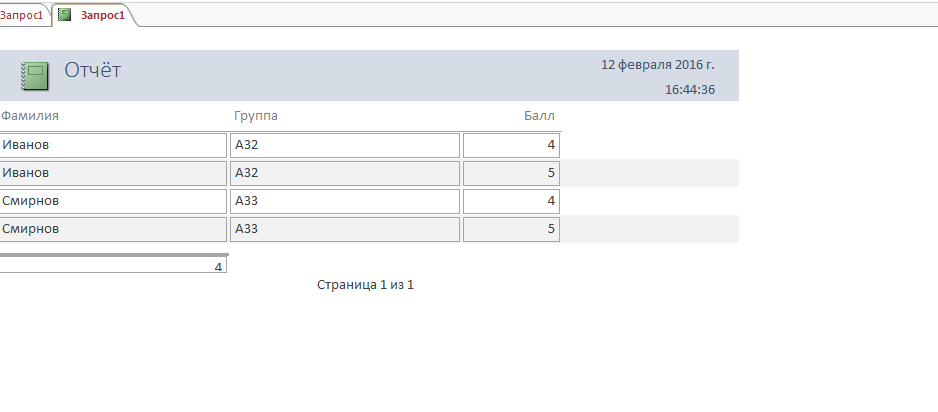 Запрос1 Запрос1
Отчёт 12 февраля 2016 г.
16:44:36
Фамилия Группа Балл
Иванов А32 4
Иванов А32 5
Смирнов А33 4
Смирнов А33 5
4
Страница 1 из 1